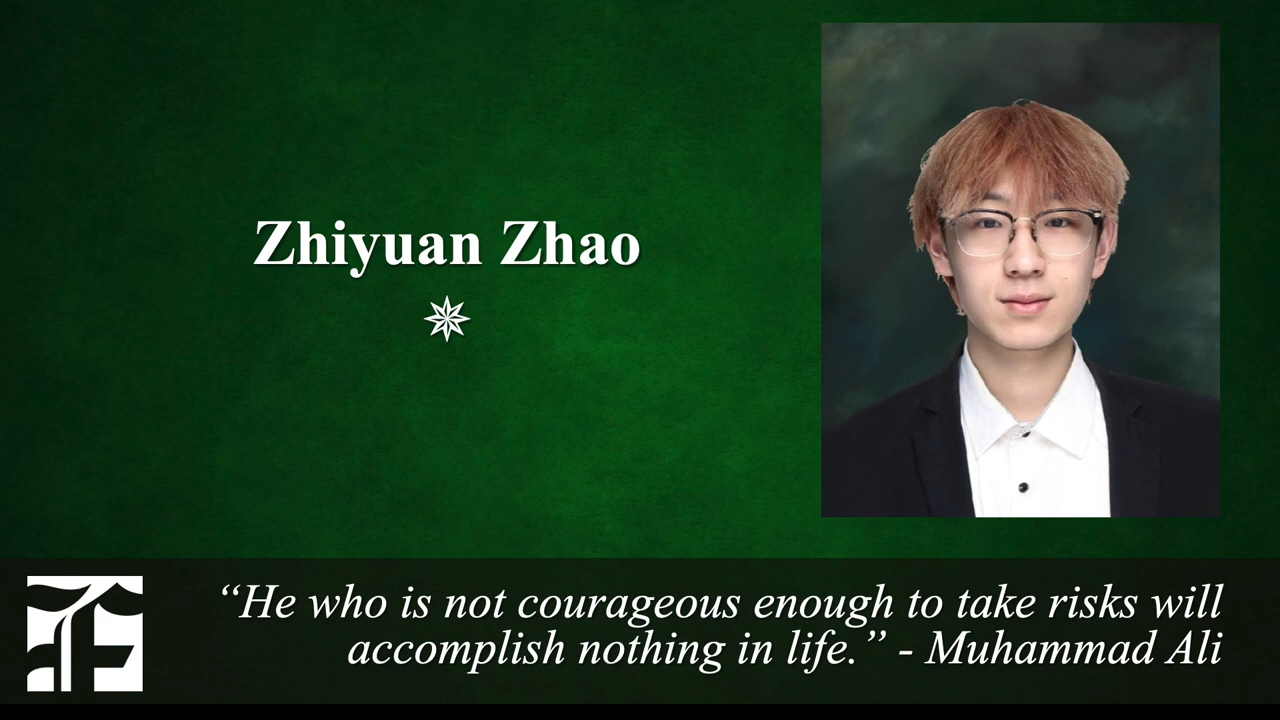 Zhiyuan Zhao
“He who is not courageous enough to take risks will
accomplish nothing in life.” - Muhammad Ali